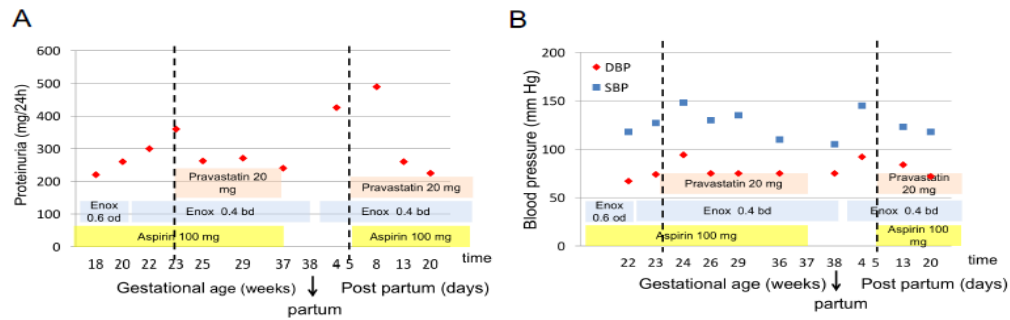 A
Proteinuria (mg/24h)
600
500
400
300
200
100
0
Pravastatin 20
mg
Pravastatin 20 mg
Enox
0.6 od
Enox 0.4 bd
Enox 0.4 bd
Aspirin 100 mg
Aspirin 100 mg
18 20 22 23 25 29 37 38 4 5 8 13 20 time
Gestational age (weeks)
Post partum (days)
partum
B
Blood pressure (mm Hg)
200
150
100
50
0
DBP
SBP
Pravastatin 20 mg
Pravastatin
20 mg
Enox
0.6 od
Enox 0.4 bd
Enox 0.4 bd
Aspirin 100 mg
Aspirin 100
mg
22 23 24 26 29 36 37 38 4 5 13 20 time
Gestational age (weeks)
Post partum (days)
partum